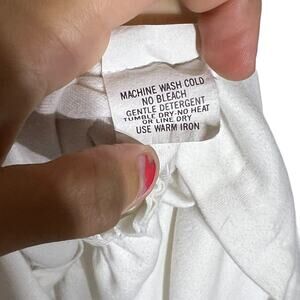 MACHINE WASH COLD
NO BLEACH
GENTLE DETERGENT
TUMBLE DRY-NO HEAT
OR LINE DRY
USE WARM IRON